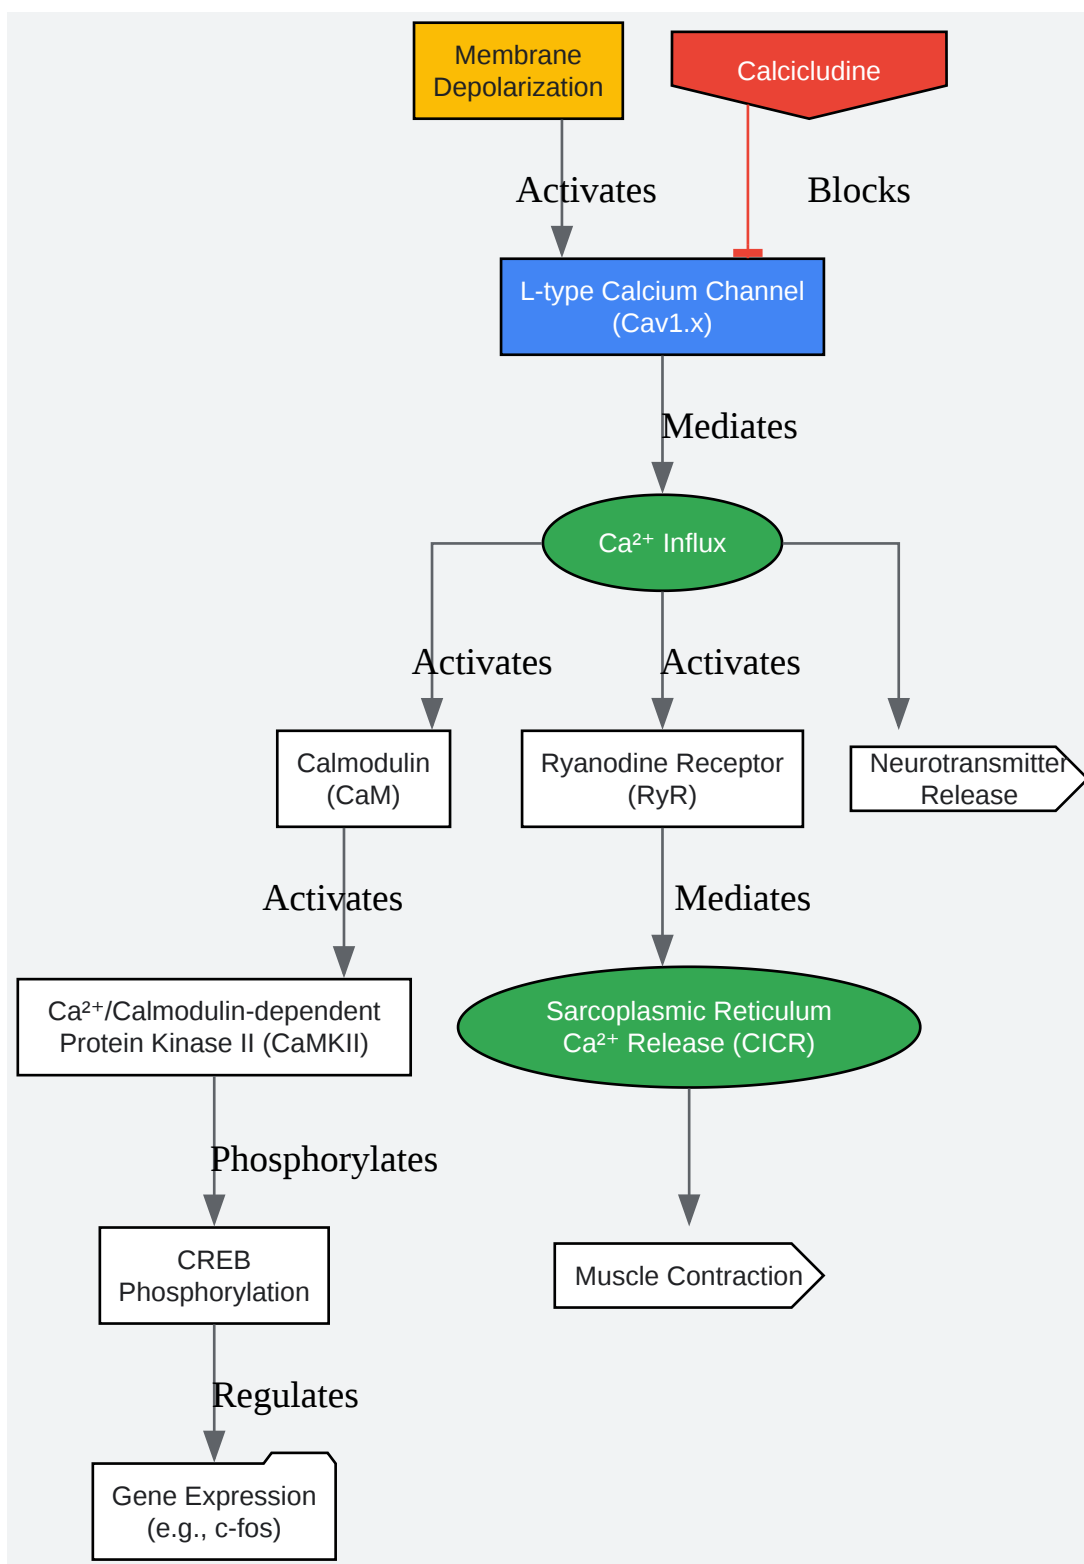 Membrane
Depolarization
Calcicludine
Activates
Blocks
L-type Calcium Channel
(Cav1.x)
Mediates
Ca²⁺ Influx
Activates
Activates
Calmodulin
(CaM)
Ryanodine Receptor
(RyR)
Neurotransmitter
Release
Activates
Mediates
Ca²⁺/Calmodulin-dependent
Protein Kinase II (CaMKII)
Sarcoplasmic Reticulum
Ca²⁺ Release (CICR)
Phosphorylates
CREB
Phosphorylation
Muscle Contraction
Regulates
Gene Expression
(e.g., c-fos)